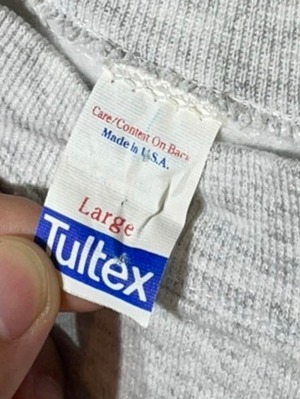 Care/Content On Back
Made in U.S.A.
Large
Tultex